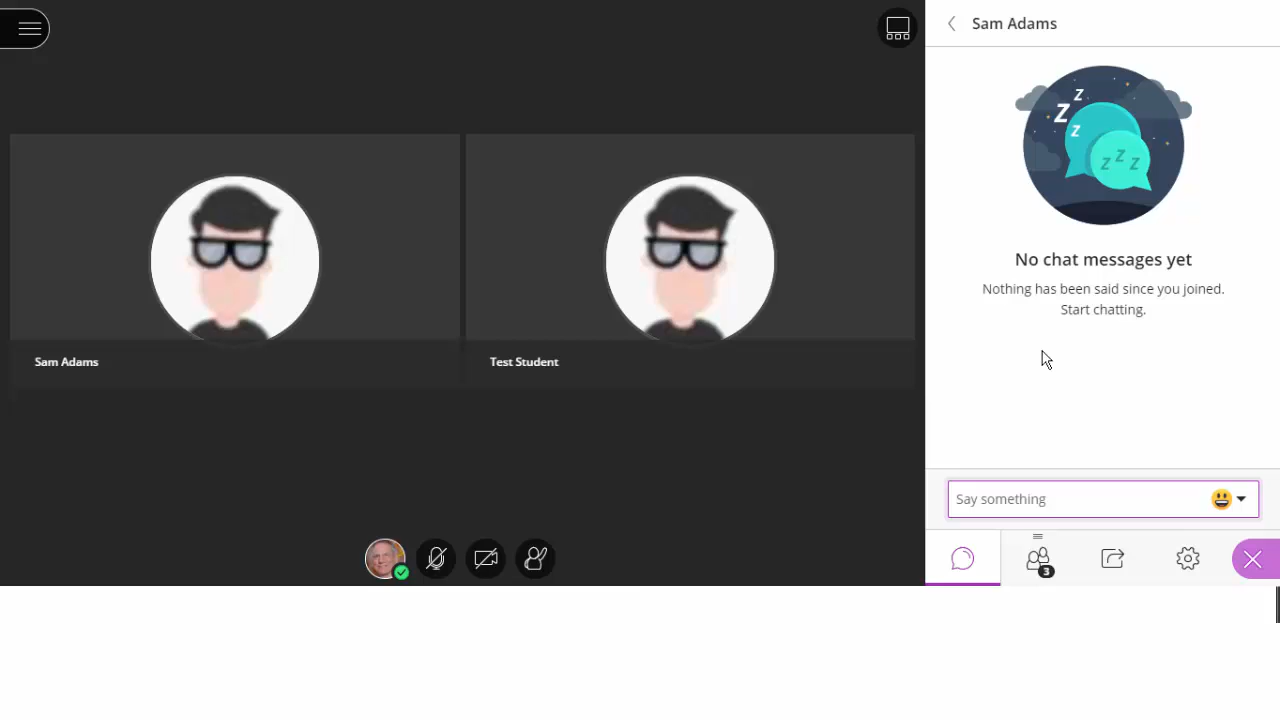 Sam Adams
Z
Z
Z
Z Z Z
No chat messages yet
Nothing has been said since you joined.
Start chatting.
Sam Adams
Test Student
Say something
3